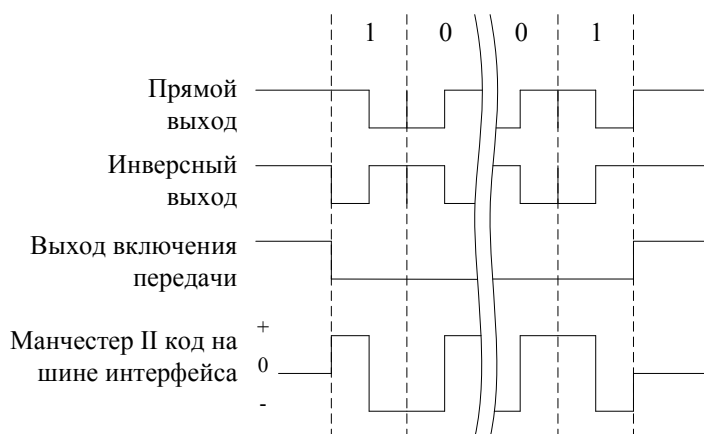 1 0 0 1
Прямой
выход
Инверсный
выход
Выход включения
передачи
+
Манчестер II код на
0
шине интерфейса
-